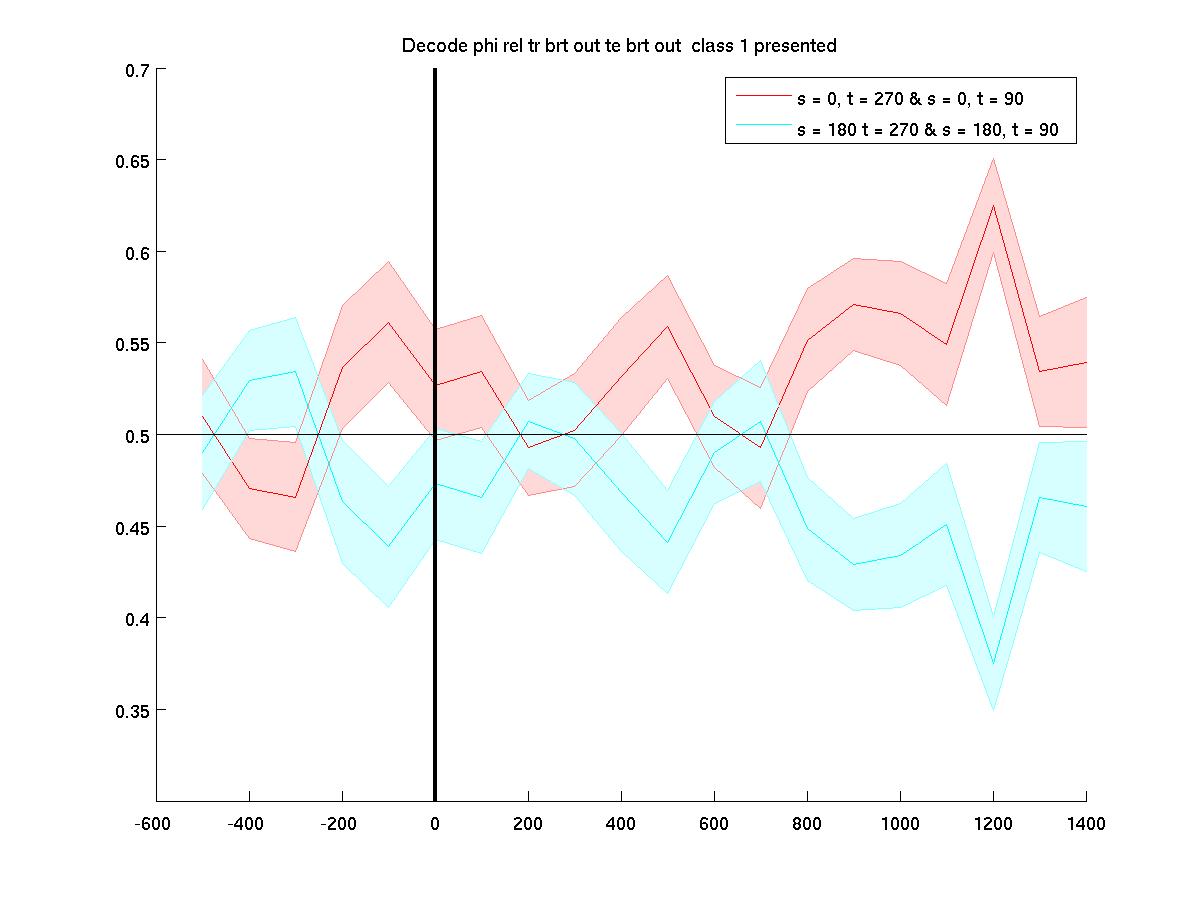 Decode phi rel tr brt out te brt out  class 1 presented
0.7
s = 0, t = 270 & s = 0, t = 90
s = 180 t = 270 & s = 180, t = 90
0.65
0.6
0.55
0.5
0.45
0.4
0.35
-600 -400 -200 0 200 400 600 800 1000 1200 1400